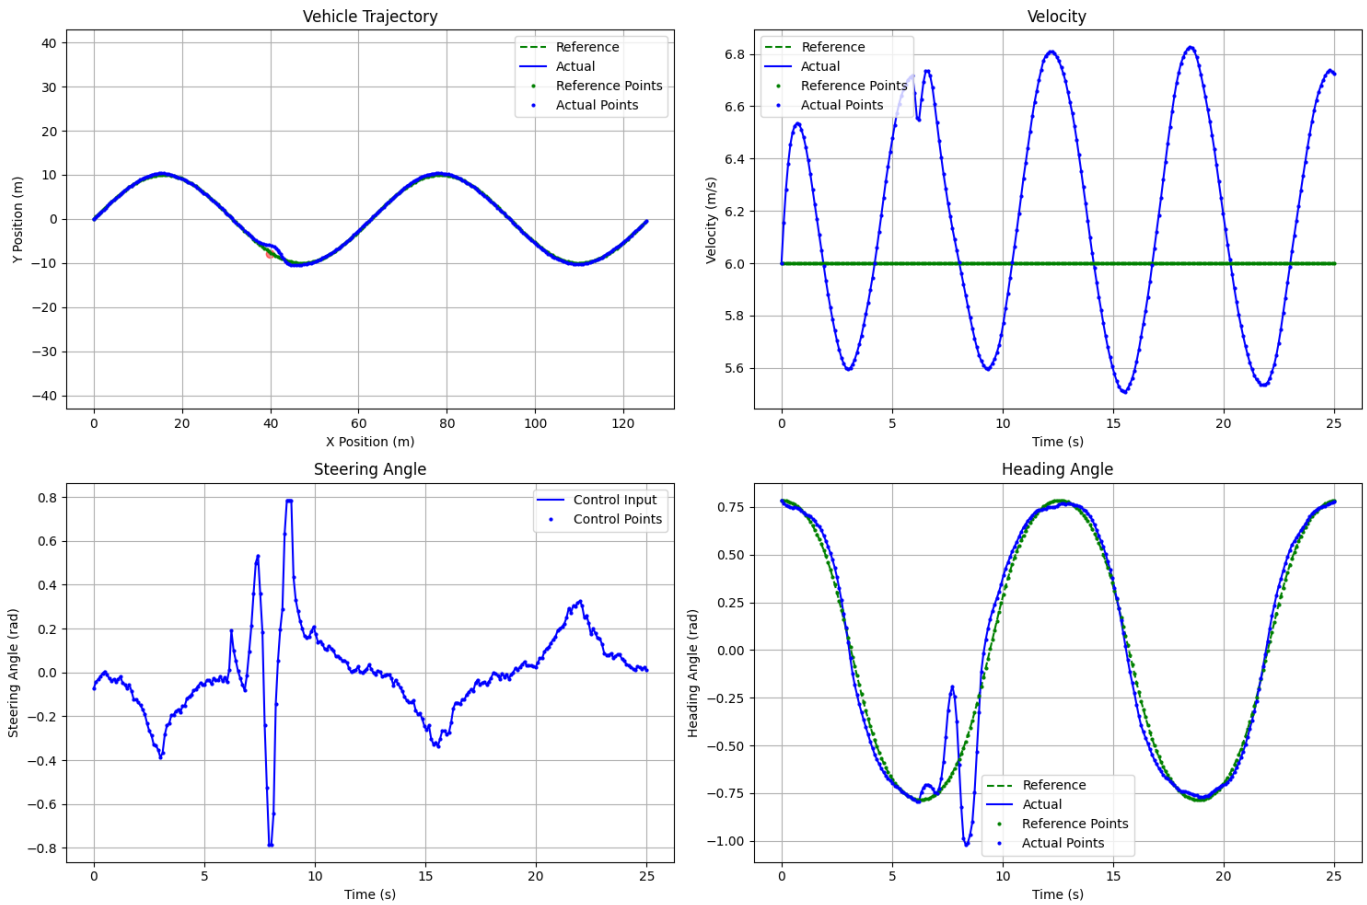 Vehicle Trajectory
40
30
20
10
0
−10
−20
−30
−40
Y Position (m)
Reference
Actual
Reference Points
Actual Points
0
20
40
60
80
100
120
X Position (m)
Velocity
6.8
6.6
6.4
6.2
6.0
5.8
5.6
Velocity (m/s)
Reference
Actual
Reference Points
Actual Points
0
5
10
15
20
25
Time (s)
Steering Angle
0.8
0.6
0.4
0.2
0.0
−0.2
−0.4
−0.6
−0.8
Steering Angle (rad)
Control Input
Control Points
0
5
10
15
20
25
Time (s)
Heading Angle
0.75
0.50
0.25
0.00
−0.25
−0.50
−0.75
−1.00
Heading Angle (rad)
Reference
Actual
Reference Points
Actual Points
0
5
10
15
20
25
Time (s)